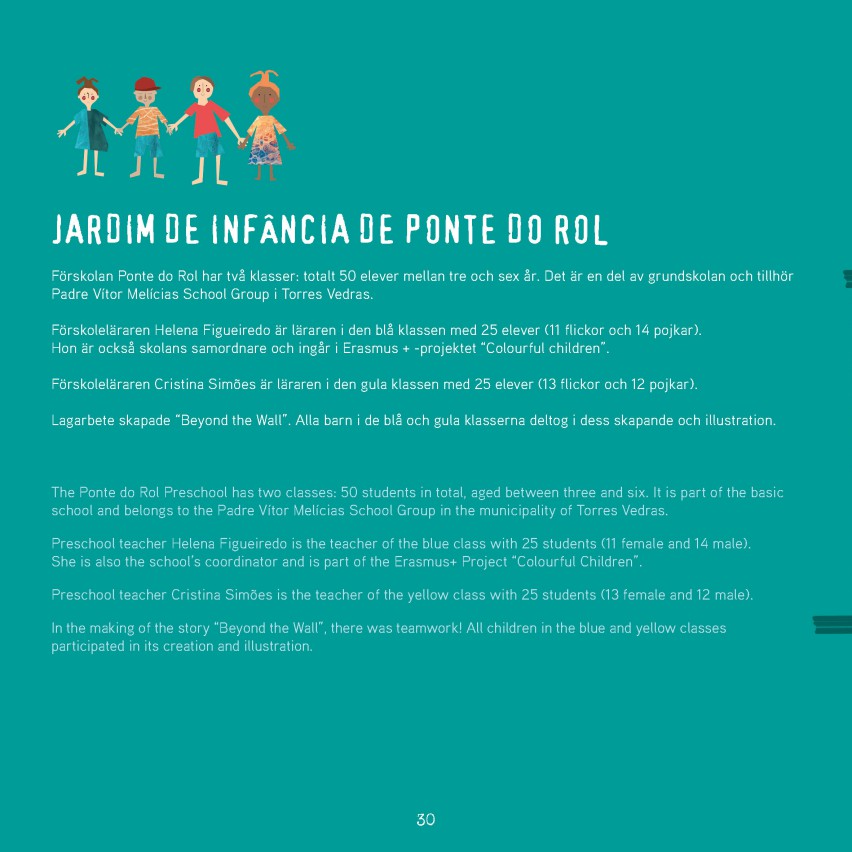 JARDIM DE INFÂNCIA DE PONTE DO ROL
Förskolan Ponte do Rol har två klasser: totalt 50 elever mellan tre och sex år. Det är en del av grundskolan och tillhör
Padre Vítor Melícias School Group i Torres Vedras.
Förskoleläraren Helena Figueiredo är läraren i den blå klassen med 25 elever (11 flickor och 14 pojkar).
Hon är också skolans samordnare och ingår i Erasmus + -projektet “Colourful children”.
Förskoleläraren Cristina Simões är läraren i den gula klassen med 25 elever (13 flickor och 12 pojkar).
Lagarbete skapade “Beyond the Wall”. Alla barn i de blå och gula klasserna deltog i dess skapande och illustration.
The Ponte do Rol Preschool has two classes: 50 students in total, aged between three and six. It is part of the basic
school and belongs to the Padre Vítor Melícias School Group in the municipality of Torres Vedras.
Preschool teacher Helena Figueiredo is the teacher of the blue class with 25 students (11 female and 14 male).
She is also the school’s coordinator and is part of the Erasmus+ Project “Colourful Children”.
Preschool teacher Cristina Simões is the teacher of the yellow class with 25 students (13 female and 12 male).
In the making of the story “Beyond the Wall”, there was teamwork! All children in the blue and yellow classes
participated in its creation and illustration.
30